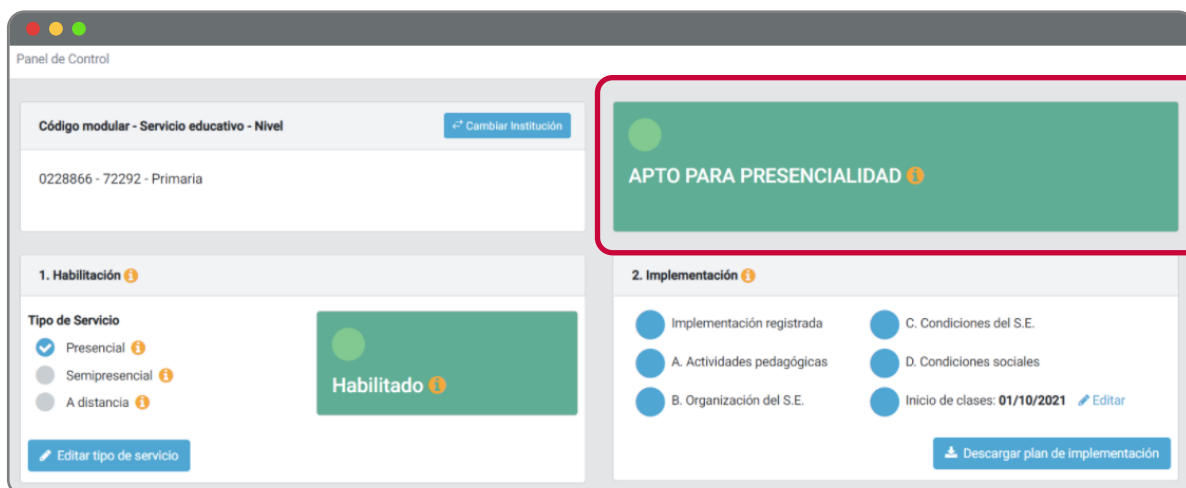 Panel de Control
Código modular - Servicio educativo - Nivel
Cambiar Institución
0228866 - 72292 - Primaria
APTO PARA PRESENCIALIDAD
1. Habilitación
Tipo de Servicio
Presencial
Semipresencial
A distancia
Habilitado
Editar tipo de servicio
2. Implementación
Implementación registrada
A. Actividades pedagógicas
B. Organización del S.E.
C. Condiciones del S.E.
D. Condiciones sociales
Inicio de clases: 01/10/2021 Editar
Descargar plan de implementación